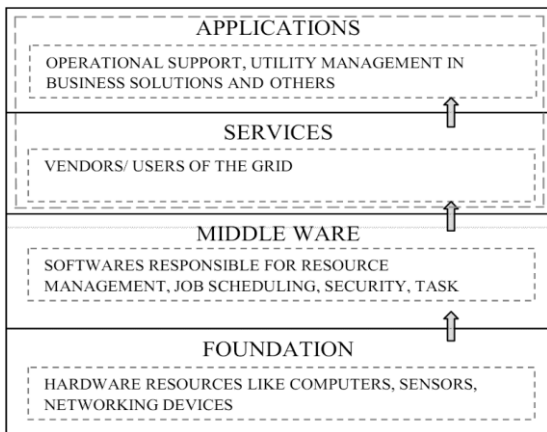 APPLICATIONS
OPERATIONAL SUPPORT, UTILITY MANAGEMENT IN
BUSINESS SOLUTIONS AND OTHERS
SERVICES
VENDORS/ USERS OF THE GRID
MIDDLE WARE
SOFTWARES RESPONSIBLE FOR RESOURCE
MANAGEMENT, JOB SCHEDULING, SECURITY, TASK
FOUNDATION
HARDWARE RESOURCES LIKE COMPUTERS, SENSORS,
NETWORKING DEVICES